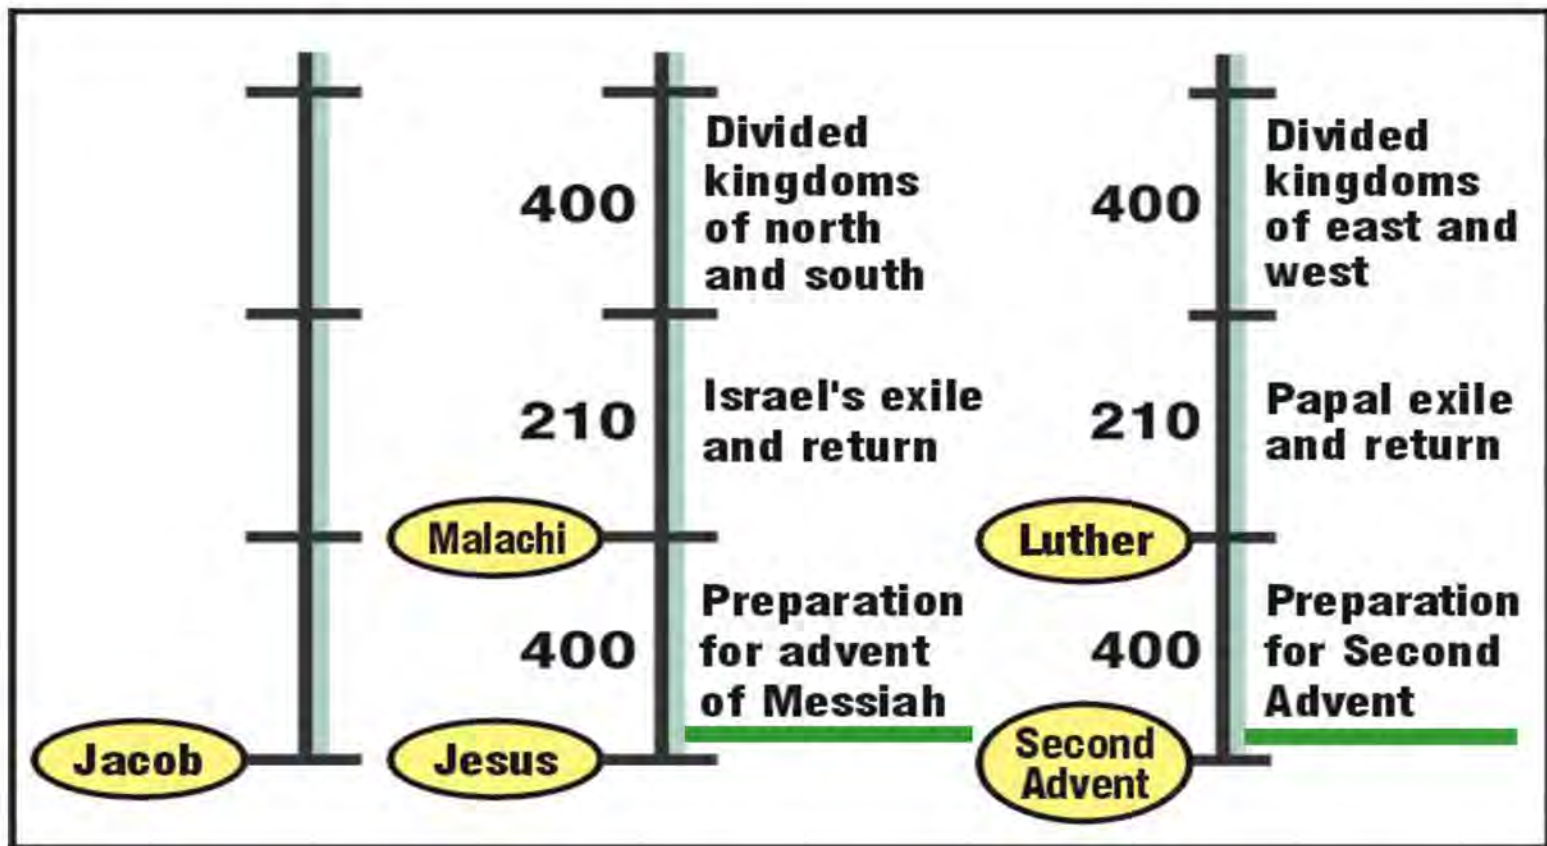 400
Divided
kingdoms
of north
and south
400
Divided
kingdoms
of east and
west
210
Israel's exile
and return
210
Papal exile
and return
Malachi
Luther
400
Preparation
for advent
of Messiah
400
Preparation
for Second
Advent
Jacob
Jesus
Second
Advent